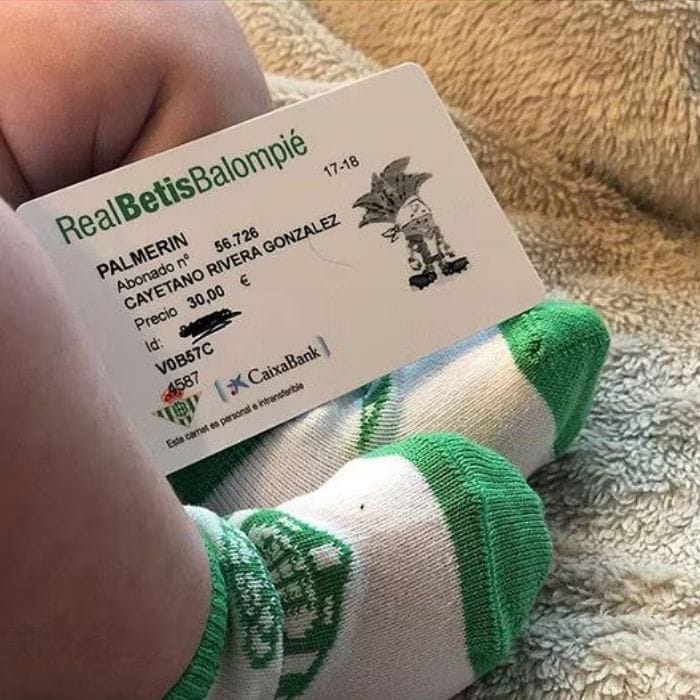 RealBetisBalompié
17-18
PALMERIN
Abonado nº 56.726
CAYETANO RIVERA GONZALEZ
Precio 30,00 €
Id:
V0B57C
4587
CaixaBank
Este carnet es personal e intransferible